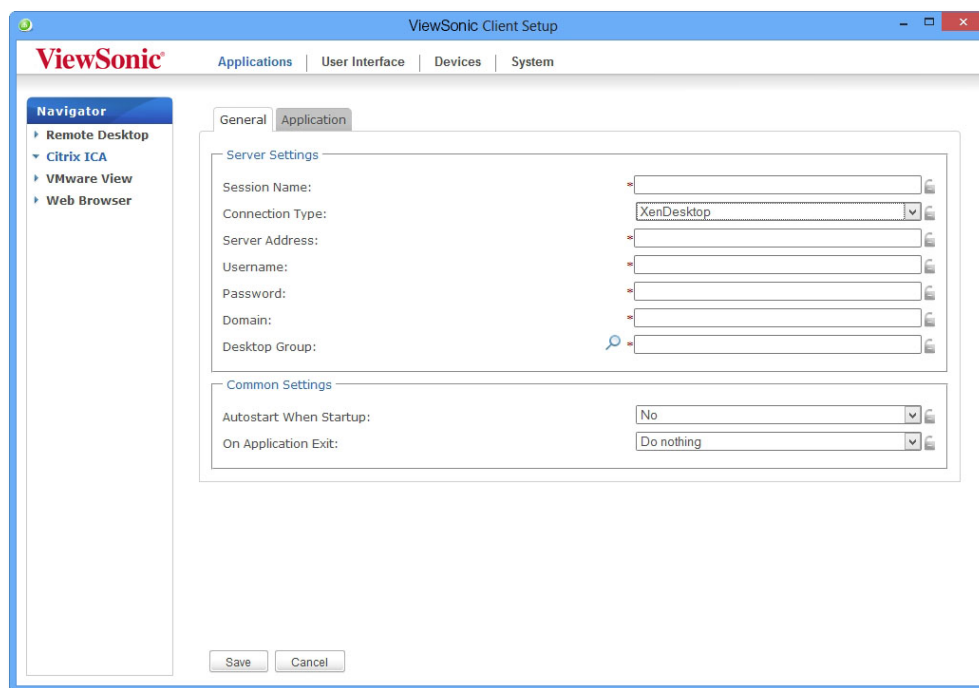 ViewSonic Client Setup
ViewSonic® Applications User Interface Devices System
Navigator
Remote Desktop
Citrix ICA
VMware View
Web Browser
General Application
Server Settings
Session Name: *
Connection Type: XenDesktop
Server Address: *
Username: *
Password: *
Domain: *
Desktop Group: *
Common Settings
Autostart When Startup: No
On Application Exit: Do nothing
Save Cancel